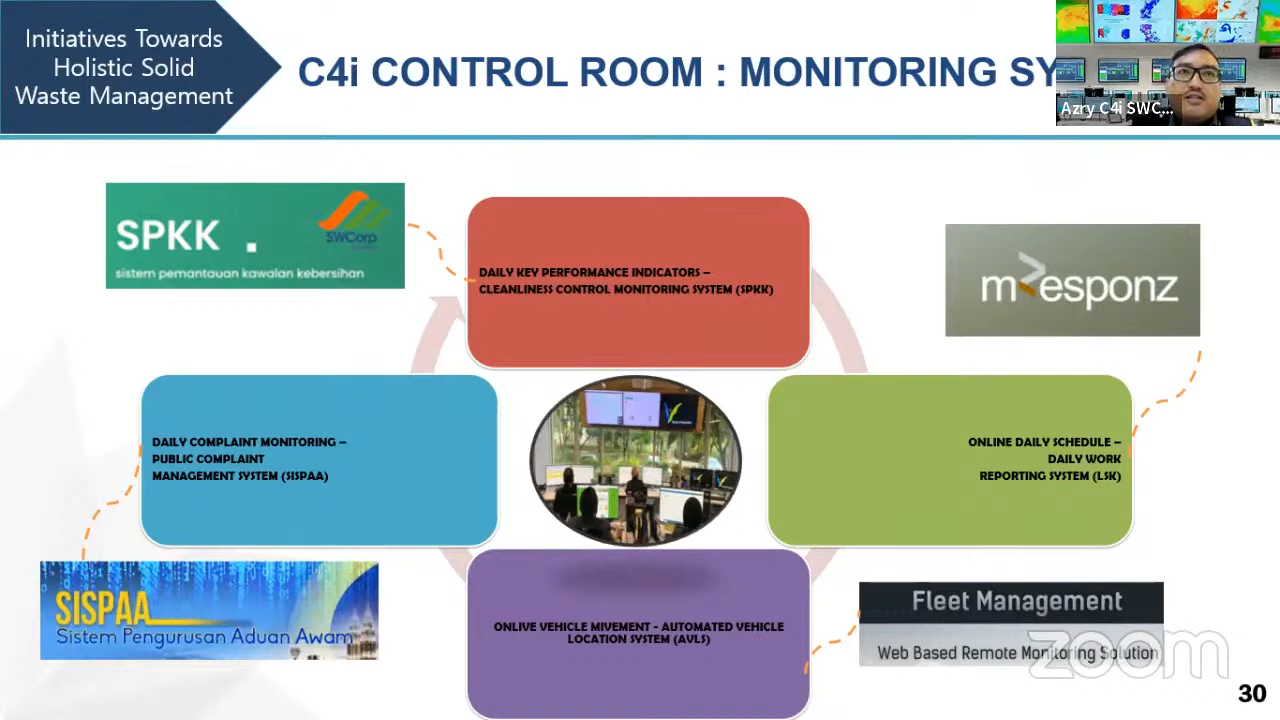 Initiatives Towards
Holistic Solid
Waste Management
C4i CONTROL ROOM : MONITORING SY
Azry C4i SWC...
SPKK .
SWCorp
sistem pemantauan kawalan kebersihan
DAILY KEY PERFORMANCE INDICATORS –
CLEANLINESS CONTROL MONITORING SYSTEM (SPKK)
mResponz
DAILY COMPLAINT MONITORING –
PUBLIC COMPLAINT
MANAGEMENT SYSTEM (SISPAA)
ONLINE DAILY SCHEDULE –
DAILY WORK
REPORTING SYSTEM (LSK)
SISPAA
Sistem Pengurusan Aduan Awam
ONLIVE VEHICLE MIVEMENT - AUTOMATED VEHICLE
LOCATION SYSTEM (AVLS)
Fleet Management
Web Based Remote Monitoring Solution
zoom
30